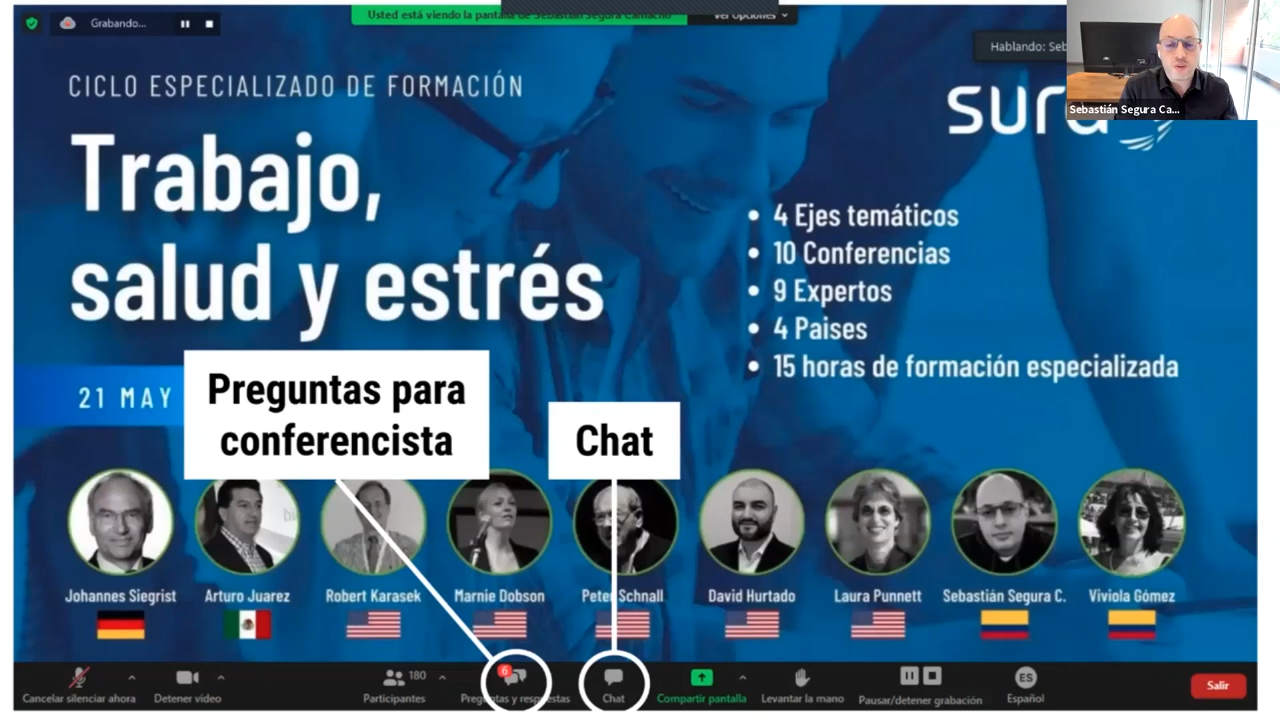 Grabando...
Usted está viendo la pantalla de Sebastián Segura Camacho
Ver Opciones
Hablando: Seb
Sebastián Segura Ca...
CICLO ESPECIALIZADO DE FORMACIÓN
Trabajo,
salud y estrés
sura
• 4 Ejes temáticos
• 10 Conferencias
• 9 Expertos
• 4 Paises
• 15 horas de formación especializada
21 MAY
Preguntas para
conferencista
Chat
Johannes Siegrist
Arturo Juarez
Robert Karasek
Marnie Dobson
Peter Schnall
David Hurtado
Laura Punnett
Sebastián Segura C.
Viviola Gómez
Cancelar silenciar ahora
Detener video
180
Participantes
6
Preguntas y respuestas
Chat
Compartir pantalla
Levantar la mano
Pausar/detener grabación
ES
Español
Salir